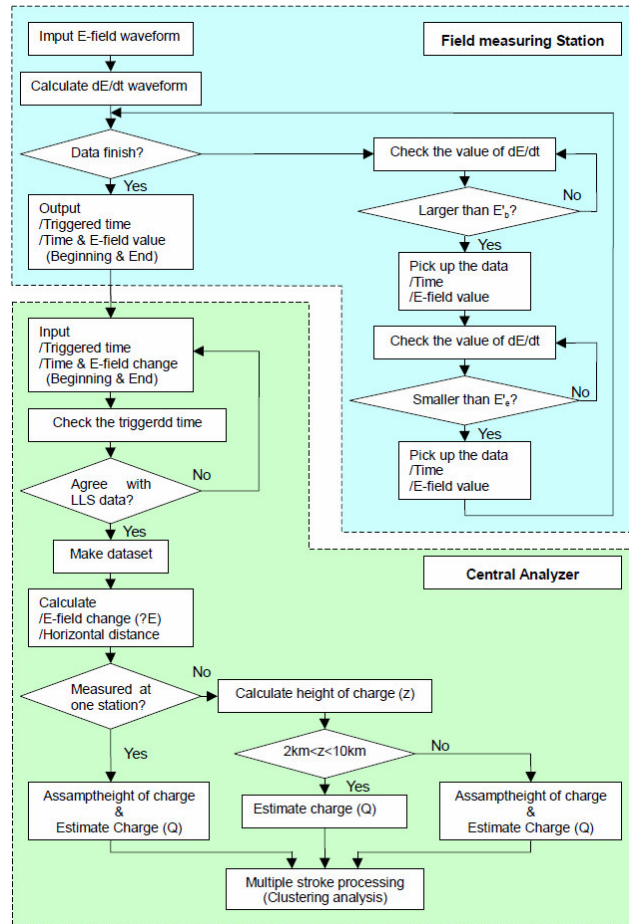 Imput E-field waveform
Field measuring Station
Calculate dE/dt waveform
Data finish?
Yes
Output
/Triggered time
/Time & E-field value
(Beginning & End)
Check the value of dE/dt
No
Larger than E'b?
Yes
Pick up the data
/Time
/E-field value
Check the value of dE/dt
No
Smaller than E'e?
Yes
Pick up the data
/Time
/E-field value
Input
/Triggered time
/Time & E-field change
(Beginning & End)
Check the triggerdd time
No
Agree with
LLS data?
Yes
Make dataset
Central Analyzer
Calculate
/E-field change (?E)
/Horizontal distance
Measured at
one station?
No
Calculate height of charge (z)
2km<z<10km
No
Yes
Yes
Assamptheight of charge
&
Estimate Charge (Q)
Estimate charge (Q)
Assamptheight of charge
&
Estimate Charge (Q)
Multiple stroke processing
(Clustering analysis)